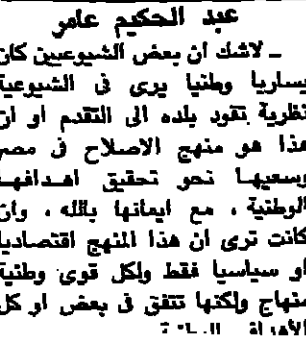 عبد الحكيم عامر
ـ لاشك ان بعض الشيوعيين كان
يساريا وطنيا يرى فى الشيوعية
نظرية تقود بلده الى التقدم او ان
هذا هو منهج الاصلاح فى مصر
وسعيها نحو تحقيق اهدافها
الوطنية ، مع ايمانها بالله ، وان
كانت ترى ان هذا المنهج اقتصاديا
او سياسيا فقط ولكل قوى وطنية
منهاج ولكنها تتفق فى بعض او كل
الأهداف